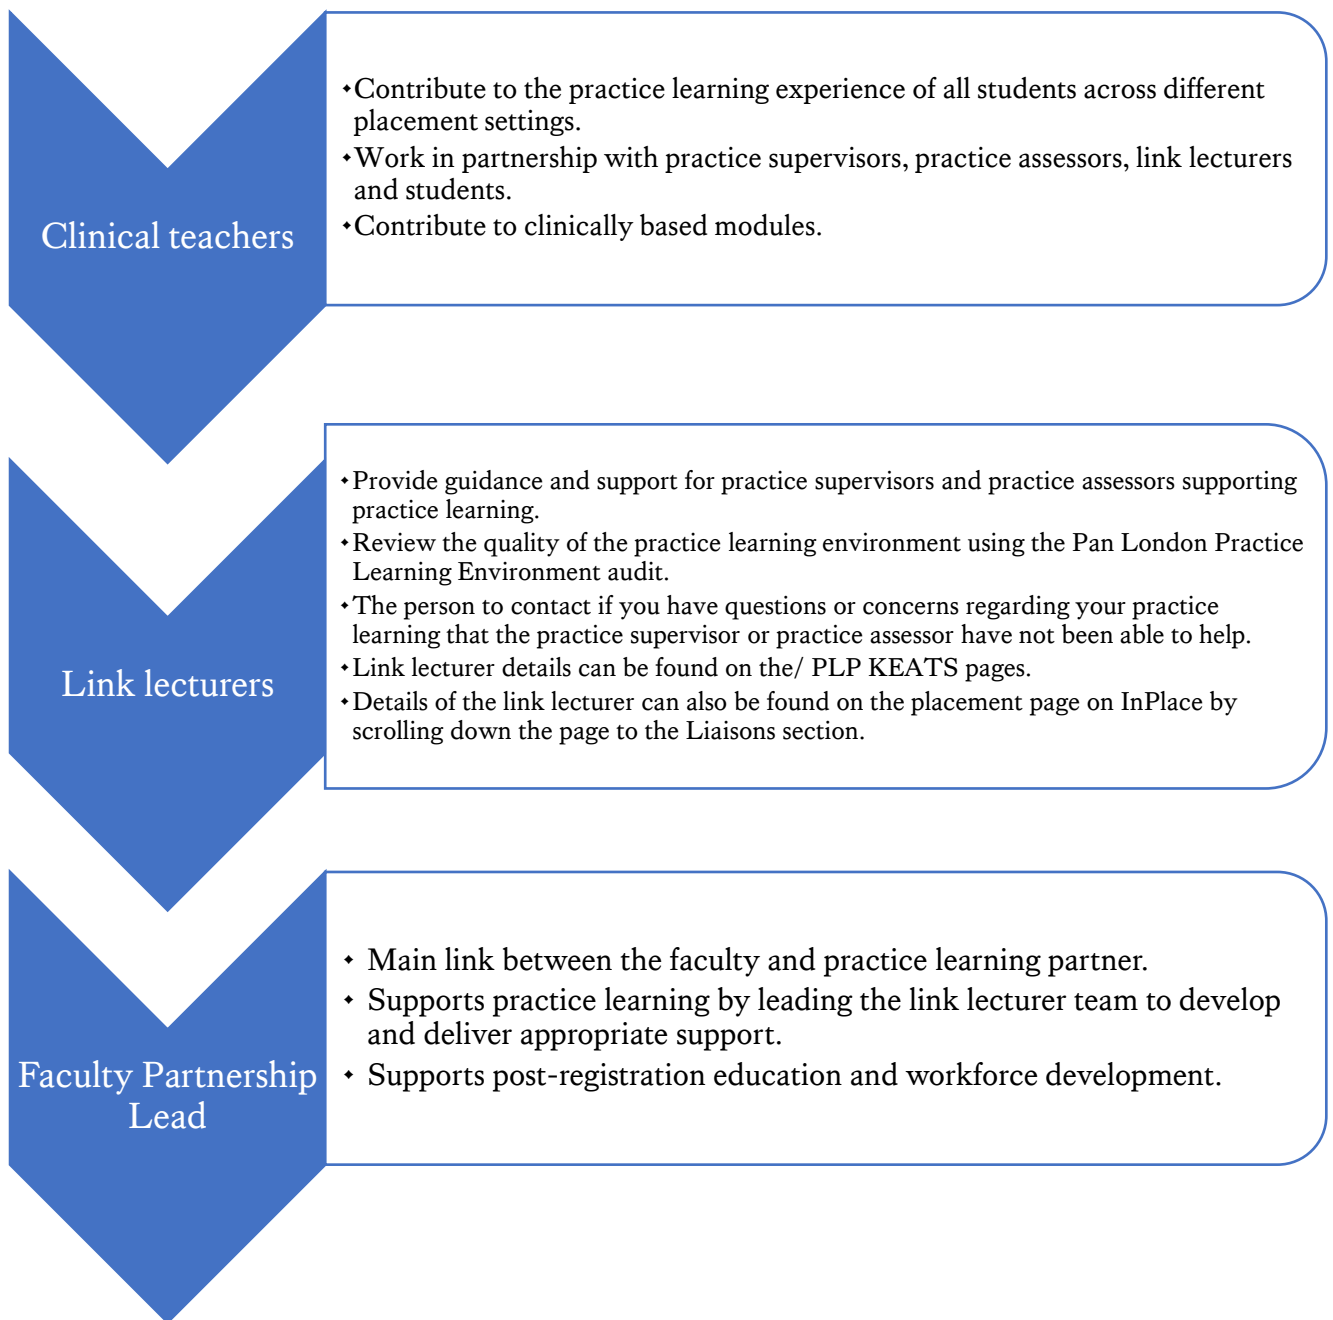 Clinical teachers
⬩Contribute to the practice learning experience of all students across different
placement settings.
⬩Work in partnership with practice supervisors, practice assessors, link lecturers
and students.
⬩Contribute to clinically based modules.
Link lecturers
⬩Provide guidance and support for practice supervisors and practice assessors supporting
practice learning.
⬩Review the quality of the practice learning environment using the Pan London Practice
Learning Environment audit.
⬩The person to contact if you have questions or concerns regarding your practice
learning that the practice supervisor or practice assessor have not been able to help.
⬩Link lecturer details can be found on the/ PLP KEATS pages.
⬩Details of the link lecturer can also be found on the placement page on InPlace by
scrolling down the page to the Liaisons section.
Faculty Partnership
Lead
⬩ Main link between the faculty and practice learning partner.
⬩ Supports practice learning by leading the link lecturer team to develop
and deliver appropriate support.
⬩ Supports post-registration education and workforce development.